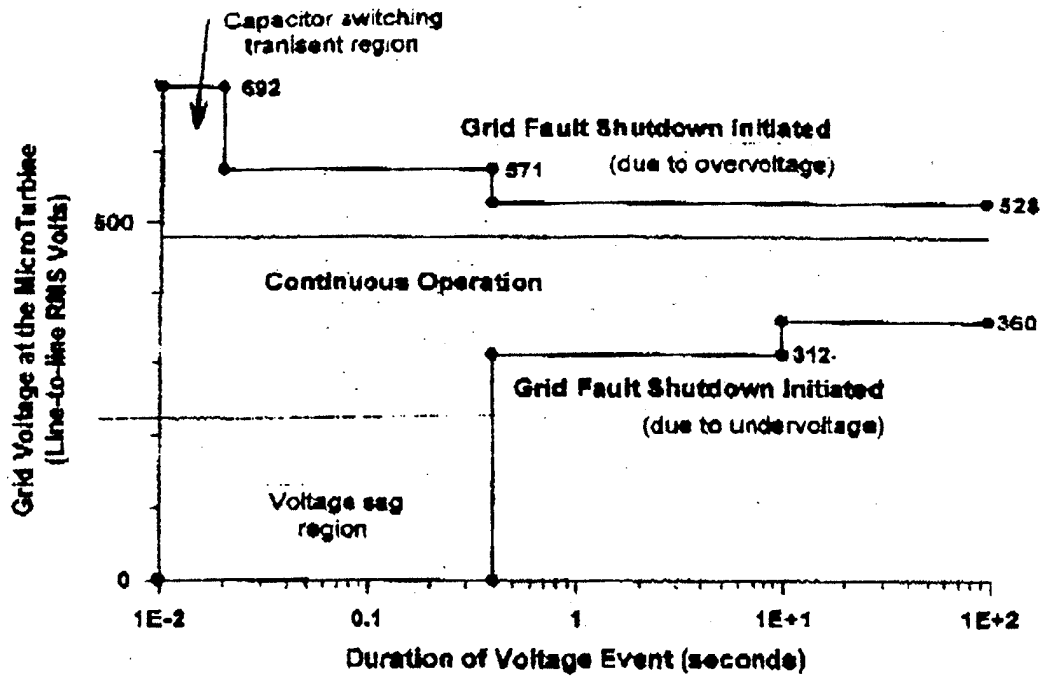 Capacitor switching
tranisent region
692
Grid Fault Shutdown Initiated
(due to overvoltage)
571
528
500
Continuous Operation
360
312
Grid Fault Shutdown Initiated
(due to undervoltage)
Voltage sag
region
0
1E-2
0.1
1
1E+1
1E+2
Duration of Voltage Event (seconds)
Grid Voltage at the MicroTurbine
(Line-to-line RMS Volts)